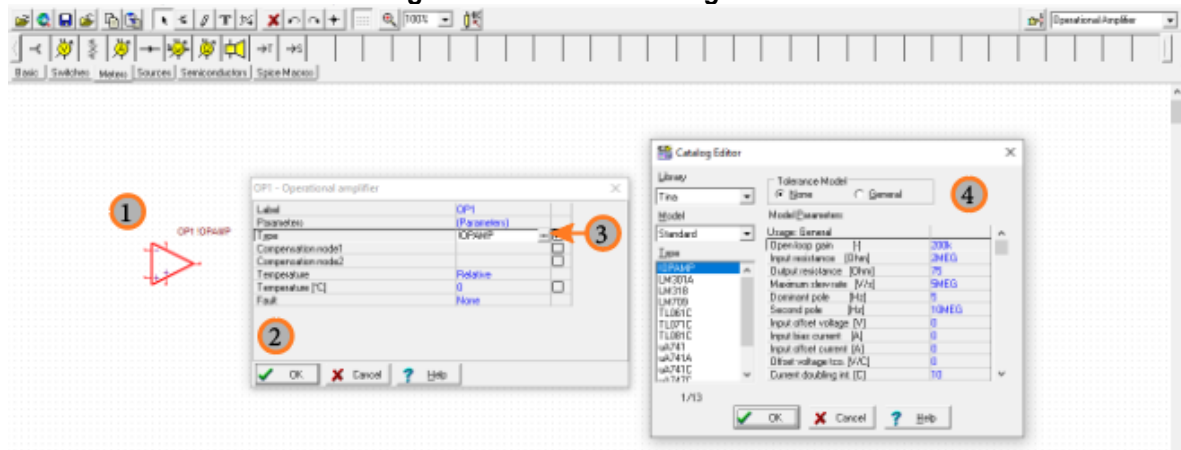 100%
Operational Amplifier
T
S
Basic Switches Meters Sources Semiconductors Spice Macros
1
OP1 !OPAMP
OP1 - Operational amplifier
Label OP1
Parameters (Parameters)
Type !OPAMP
Compensation node1
Compensation node2
Temperature Relative
Temperature [°C] 0
Fault None
2
OK Cancel Help
3
Catalog Editor
Library
Tina
Model
Standard
Type
!OPAMP
LM301A
LM318
LM709
TL061C
TL071C
TL081C
uA741
uA741A
uA741C
uA747C
1/13
Tolerance Model
None General
4
Model Parameters
Usage: General
Open loop gain [-] 200k
Input resistance [Ohm] 2MEG
Output resistance [Ohm] 75
Maximum slew rate [V/s] 5MEG
Dominant pole [Hz] 5
Second pole [Hz] 10MEG
Input offset voltage [V] 0
Input bias current [A] 0
Input offset current [A] 0
Offset voltage tco. [V/C] 0
Current doubling int. [C] 10
OK Cancel Help